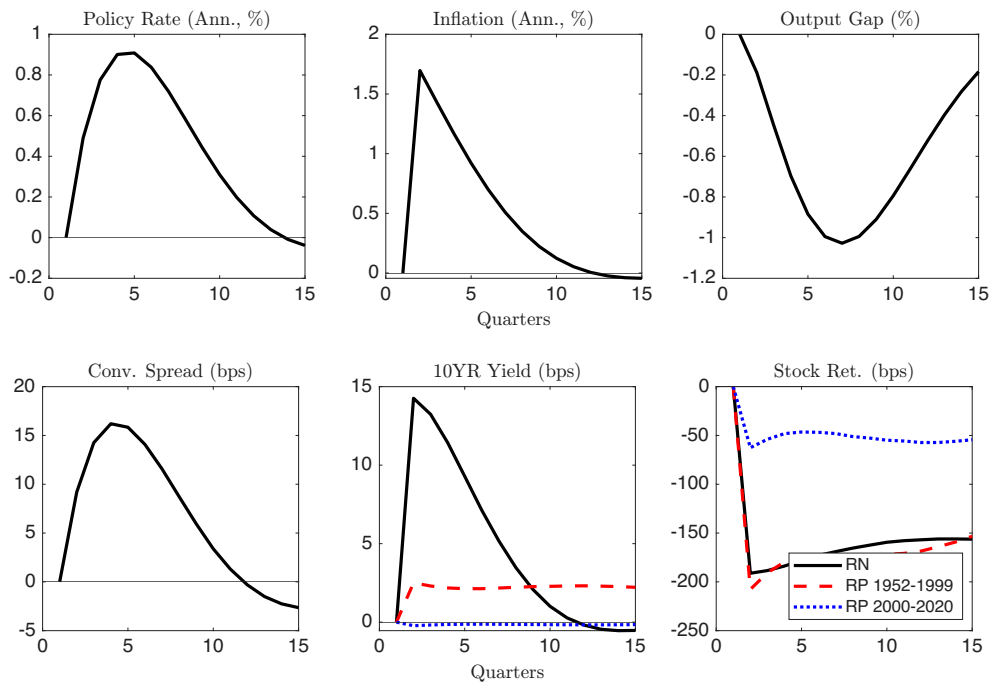 Policy Rate (Ann., %)
1
0.8
0.6
0.4
0.2
0
-0.2
0 5 10 15
Inflation (Ann., %)
2
1.5
1
0.5
0
0 5 10 15
Quarters
Output Gap (%)
0
-0.2
-0.4
-0.6
-0.8
-1
-1.2
0 5 10 15
Conv. Spread (bps)
20
15
10
5
0
-5
0 5 10 15
10YR Yield (bps)
20
15
10
5
0
0 5 10 15
Quarters
Stock Ret. (bps)
0
-50
-100
-150
-200
-250
0 5 10 15
RN
RP 1952-1999
RP 2000-2020